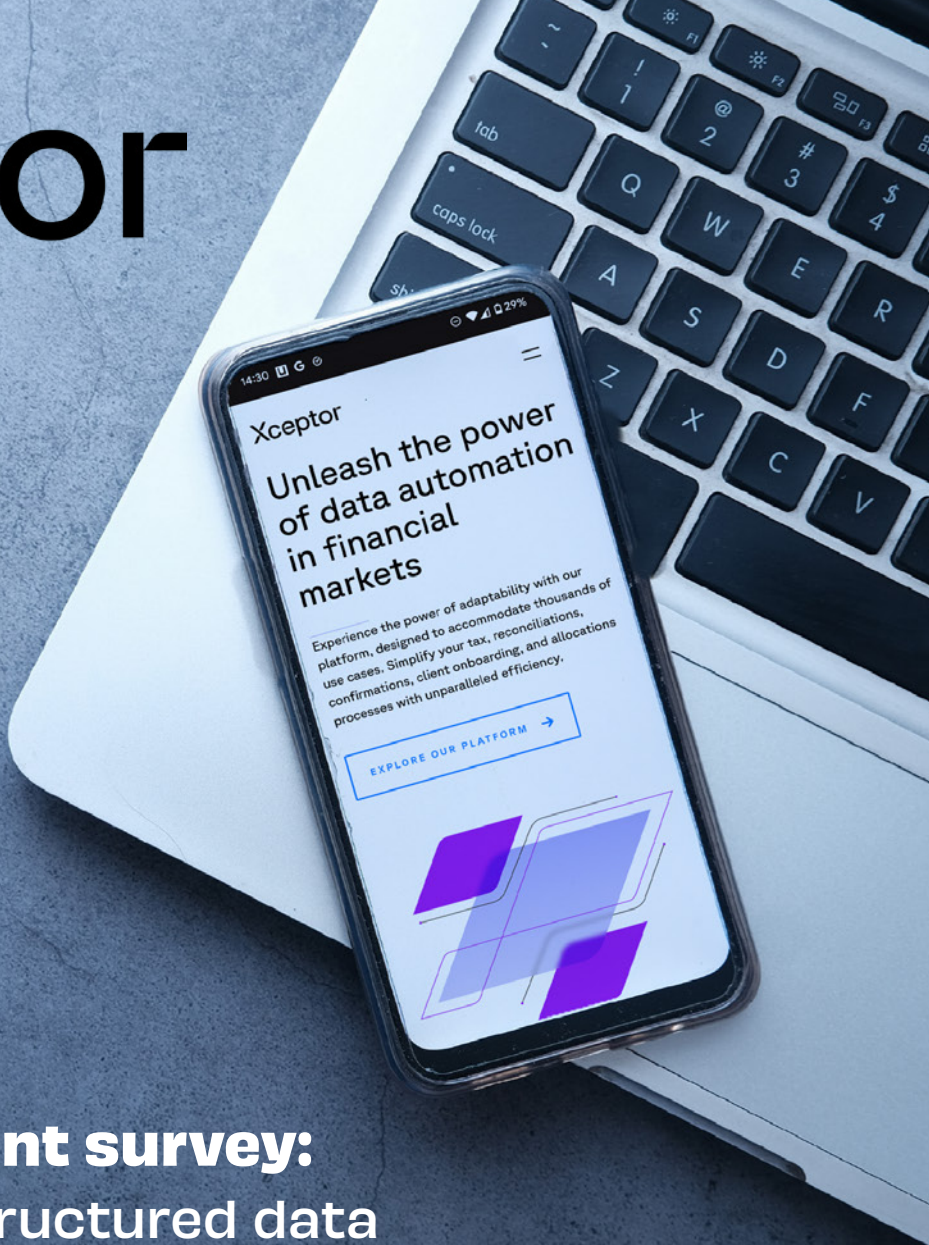 or
~
`
!
1
@
2
#
3
$
4
F1
F2
F3
tab
Q
W
E
R
caps lock
A
S
D
F
Z
X
C
V
14:30 G 29%
Xceptor
Unleash the power
of data automation
in financial
markets
Experience the power of adaptability with our
platform, designed to accommodate thousands of
use cases. Simplify your tax, reconciliations,
confirmations, client onboarding, and allocations
processes with unparalleled efficiency.
EXPLORE OUR PLATFORM →
nt survey:
ructured data